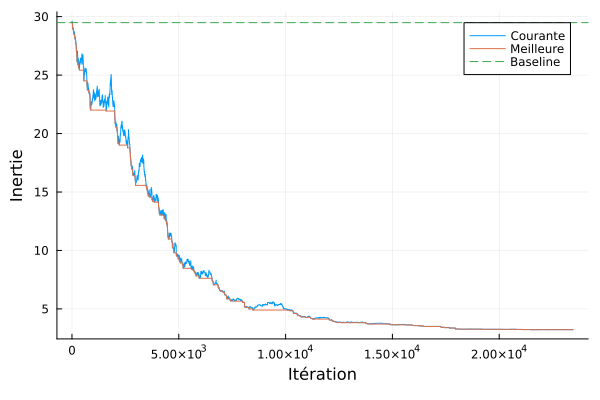 30
25
20
15
10
5
Inertie
Courante
Meilleure
Baseline
0 5.00×10³ 1.00×10⁴ 1.50×10⁴ 2.00×10⁴
Itération